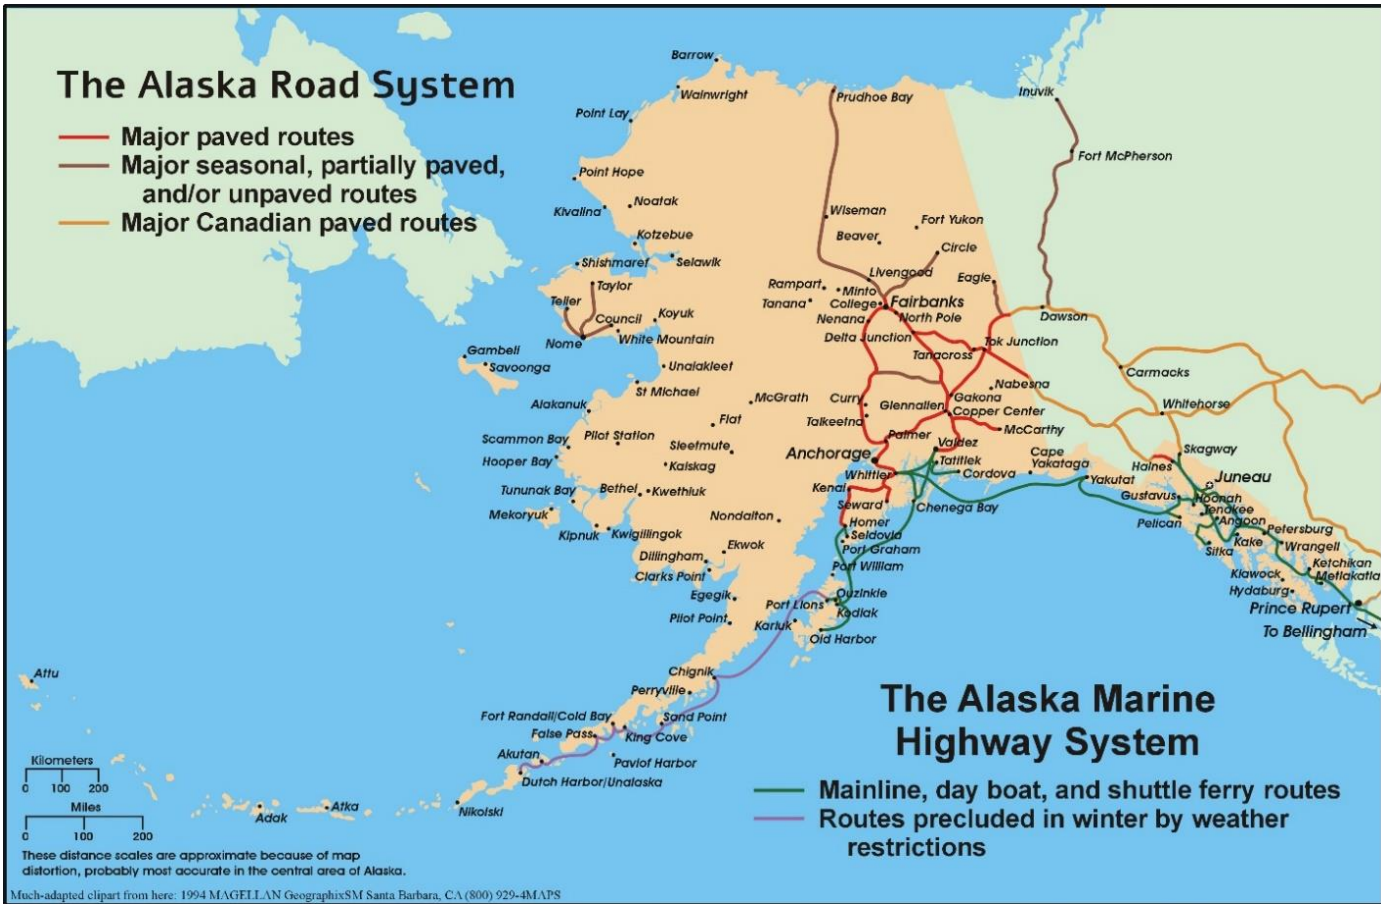 The Alaska Road System
Major paved routes
Major seasonal, partially paved,
and/or unpaved routes
Major Canadian paved routes
Barrow
Wainwright
Prudhoe Bay
Inuvik
Point Lay
Fort McPherson
Point Hope
Kivalina
Noatak
Wiseman
Fort Yukon
Kotzebue
Beaver
Circle
Shishmaref
Selawik
Livengood
Eagle
Taylor
Rampart
Minto
Teller
Tanana
College
Fairbanks
Council
Koyuk
Nenana
North Pole
Dawson
Nome
White Mountain
Delta Junction
Tok Junction
Gambell
Tanacross
Savoonga
Unalakleet
Carmacks
St Michael
Nabesna
McGrath
Curry
Gakona
Alakanuk
Glennallen
Copper Center
Whitehorse
Flat
Talkeetna
McCarthy
Scammon Bay
Pilot Station
Sleetmute
Palmer
Valdez
Hooper Bay
Kalskag
Anchorage
Tatitlek
Cape
Yakataga
Skagway
Haines
Whittier
Cordova
Yakutat
Juneau
Tununak Bay
Bethel
Kwethluk
Kenai
Gustavus
Hoonah
Mekoryuk
Seward
Chenega Bay
Tenakee
Nondalton
Pelican
Angoon
Kipnuk
Kwigillingok
Homer
Petersburg
Seldovia
Sitka
Kake
Wrangell
Ekwok
Port Graham
Dillingham
Port William
Ketchikan
Clarks Point
Klawock
Metlakatla
Egegik
Ouzinkie
Hydaburg
Port Lions
Kodiak
Prince Rupert
Pilot Point
Karluk
Old Harbor
To Bellingham
Attu
Chignik
Perryville
Fort Randall/Cold Bay
Sand Point
False Pass
King Cove
Akutan
Pavlof Harbor
Dutch Harbor/Unalaska
Adak
Atka
Nikolski
The Alaska Marine
Highway System
Mainline, day boat, and shuttle ferry routes
Routes precluded in winter by weather
restrictions
Kilometers
0 100 200
Miles
0 100 200
These distance scales are approximate because of map
distortion, probably most accurate in the central area of Alaska.
Much-adapted clipart from here: 1994 MAGELLAN GeographixSM Santa Barbara, CA (800) 929-4MAPS